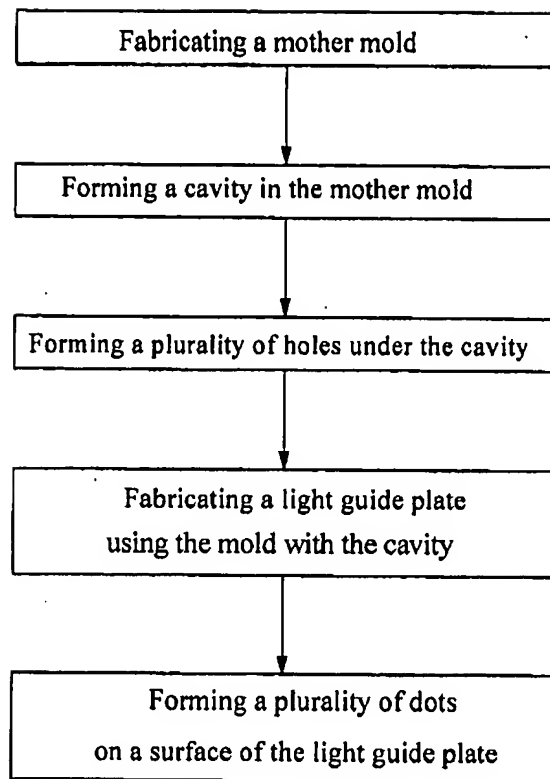 Fabricating a mother mold
Forming a cavity in the mother mold
Forming a plurality of holes under the cavity
Fabricating a light guide plate
using the mold with the cavity
Forming a plurality of dots
on a surface of the light guide plate